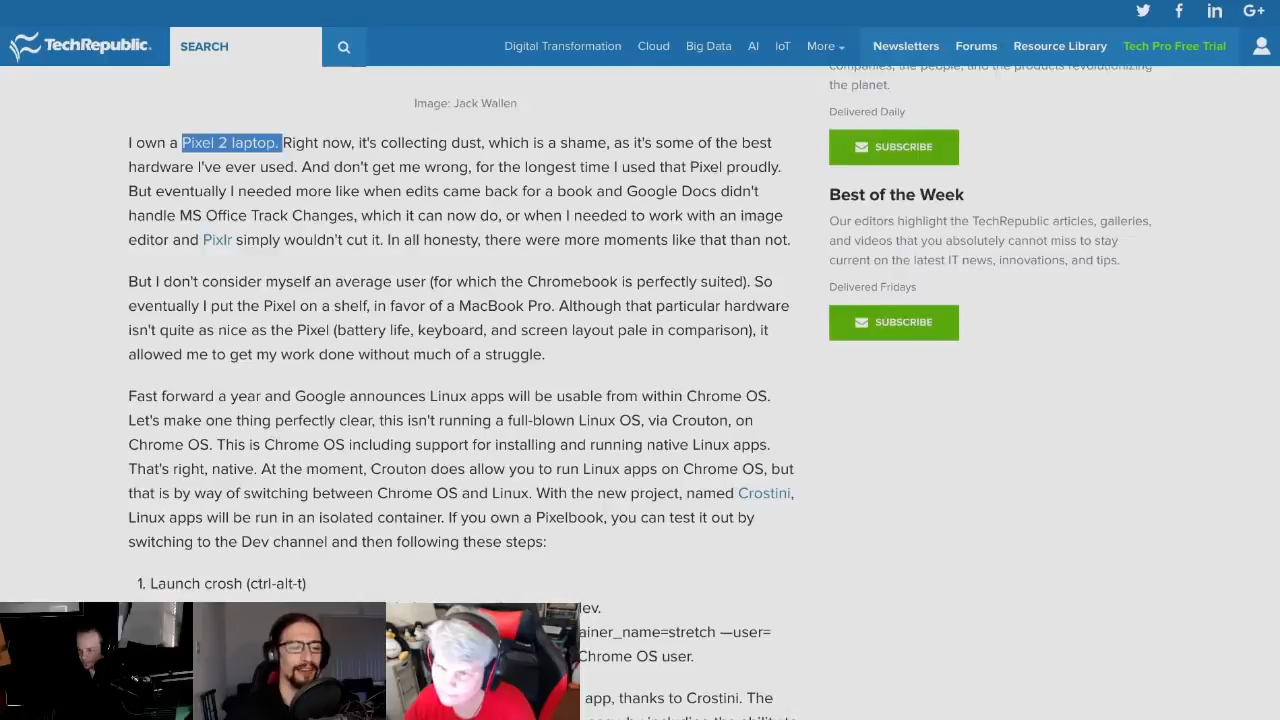 TechRepublic.
SEARCH
Digital Transformation Cloud Big Data AI IoT More Newsletters Forums Resource Library Tech Pro Free Trial
Image: Jack Wallen
I own a Pixel 2 laptop. Right now, it's collecting dust, which is a shame, as it's some of the best
hardware I've ever used. And don't get me wrong, for the longest time I used that Pixel proudly.
But eventually I needed more like when edits came back for a book and Google Docs didn't
handle MS Office Track Changes, which it can now do, or when I needed to work with an image
editor and Pixlr simply wouldn't cut it. In all honesty, there were more moments like that than not.
But I don't consider myself an average user (for which the Chromebook is perfectly suited). So
eventually I put the Pixel on a shelf, in favor of a MacBook Pro. Although that particular hardware
isn't quite as nice as the Pixel (battery life, keyboard, and screen layout pale in comparison), it
allowed me to get my work done without much of a struggle.
Fast forward a year and Google announces Linux apps will be usable from within Chrome OS.
Let's make one thing perfectly clear, this isn't running a full-blown Linux OS, via Crouton, on
Chrome OS. This is Chrome OS including support for installing and running native Linux apps.
That's right, native. At the moment, Crouton does allow you to run Linux apps on Chrome OS, but
that is by way of switching between Chrome OS and Linux. With the new project, named Crostini,
Linux apps will be run in an isolated container. If you own a Pixelbook, you can test it out by
switching to the Dev channel and then following these steps:
1. Launch crosh (ctrl-alt-t)
dev.
ainer_name=stretch —user=
Chrome OS user.
app, thanks to Crostini. The
companies, the people, and the products revolutionizing
the planet.
Delivered Daily
SUBSCRIBE
Best of the Week
Our editors highlight the TechRepublic articles, galleries,
and videos that you absolutely cannot miss to stay
current on the latest IT news, innovations, and tips.
Delivered Fridays
SUBSCRIBE